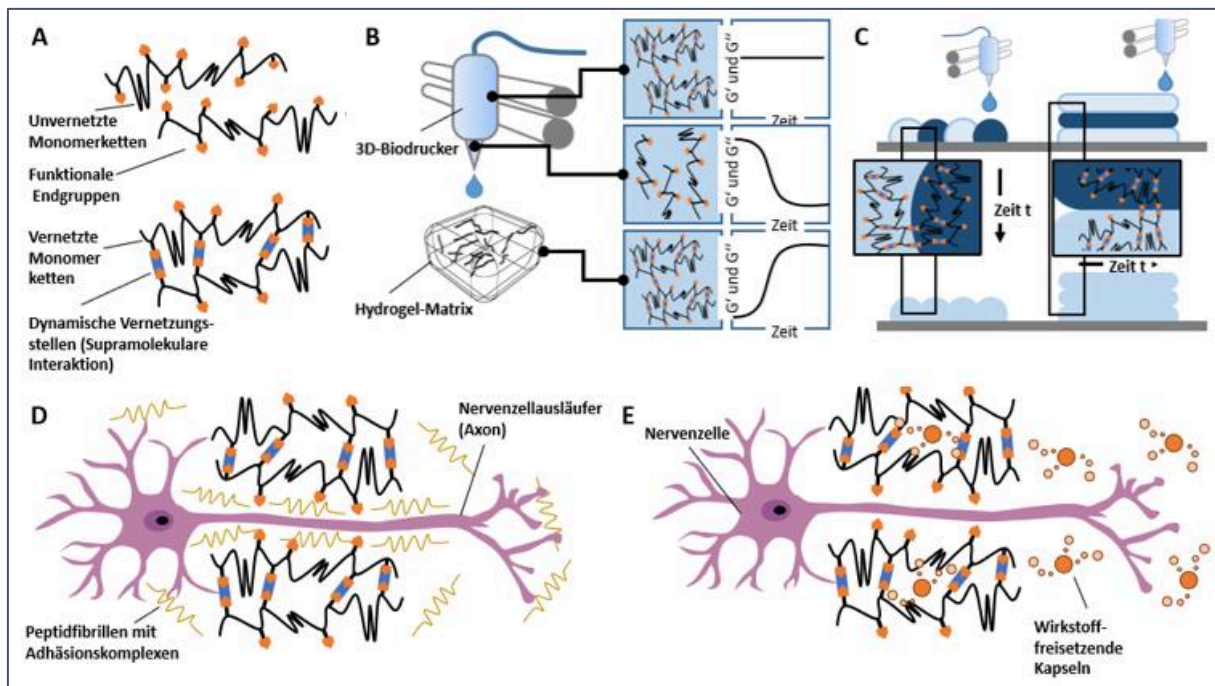 A
Unvernetzte
Monomerketten
Funktionale
Endgruppen
Vernetzte
Monomer
ketten
Dynamische Vernetzungs-
stellen (Supramolekulare
Interaktion)
B
3D-Biodrucker
Hydrogel-Matrix
G' und G''
Zeit
G' und G''
Zeit
G' und G''
Zeit
C
Zeit t
Zeit t
D
Nervenzellausläufer
(Axon)
Peptidfibrillen mit
Adhäsionskomplexen
E
Nervenzelle
Wirkstoff-
freisetzende
Kapseln